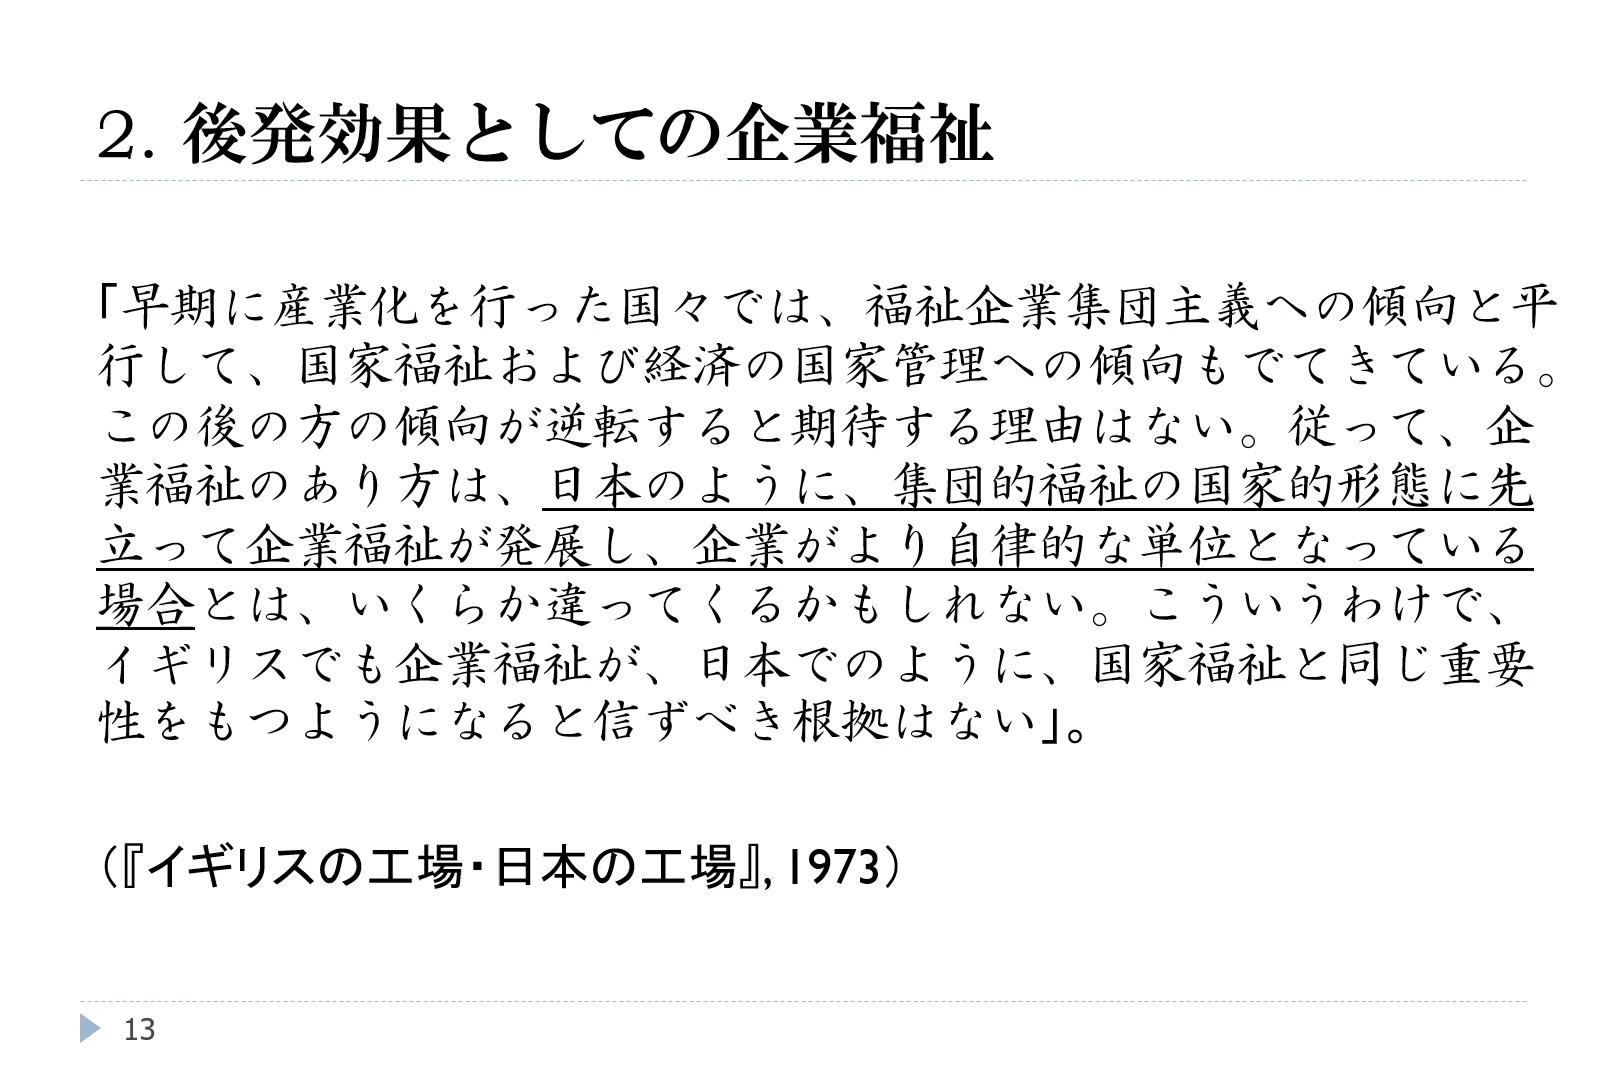 2. 後発効果としての企業福祉
「早期に産業化を行った国々では、福祉企業集団主義への傾向と平
行して、国家福祉および経済の国家管理への傾向もでてきている。
この後の方の傾向が逆転すると期待する理由はない。従って、企
業福祉のあり方は、日本のように、集団的福祉の国家的形態に先
立って企業福祉が発展し、企業がより自律的な単位となっている
場合とは、いくらか違ってくるかもしれない。こういうわけで、
イギリスでも企業福祉が、日本でのように、国家福祉と同じ重要
性をもつようになると信ずべき根拠はない」。
（『イギリスの工場・日本の工場』, 1973）
13